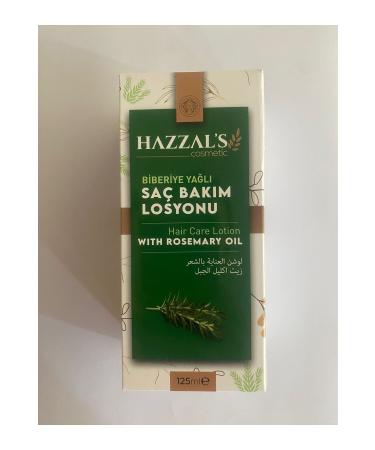 HAZZAL'S
cosmetic
BİBERİYE YAĞLI
SAÇ BAKIM
LOSYONU
Hair Care Lotion
WITH ROSEMARY OIL
لوشن العناية بالشعر
زيت اكليل الجبل
125ml℮